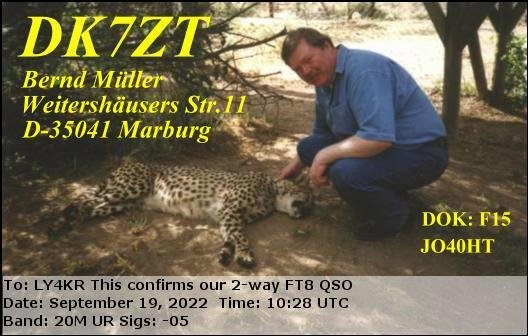 DK7ZT
Bernd Müller
Weitershäusers Str.11
D-35041 Marburg
DOK: F15
JO40HT
To: LY4KR This confirms our 2-way FT8 QSO
Date: September 19, 2022 Time: 10:28 UTC
Band: 20M UR Sigs: -05